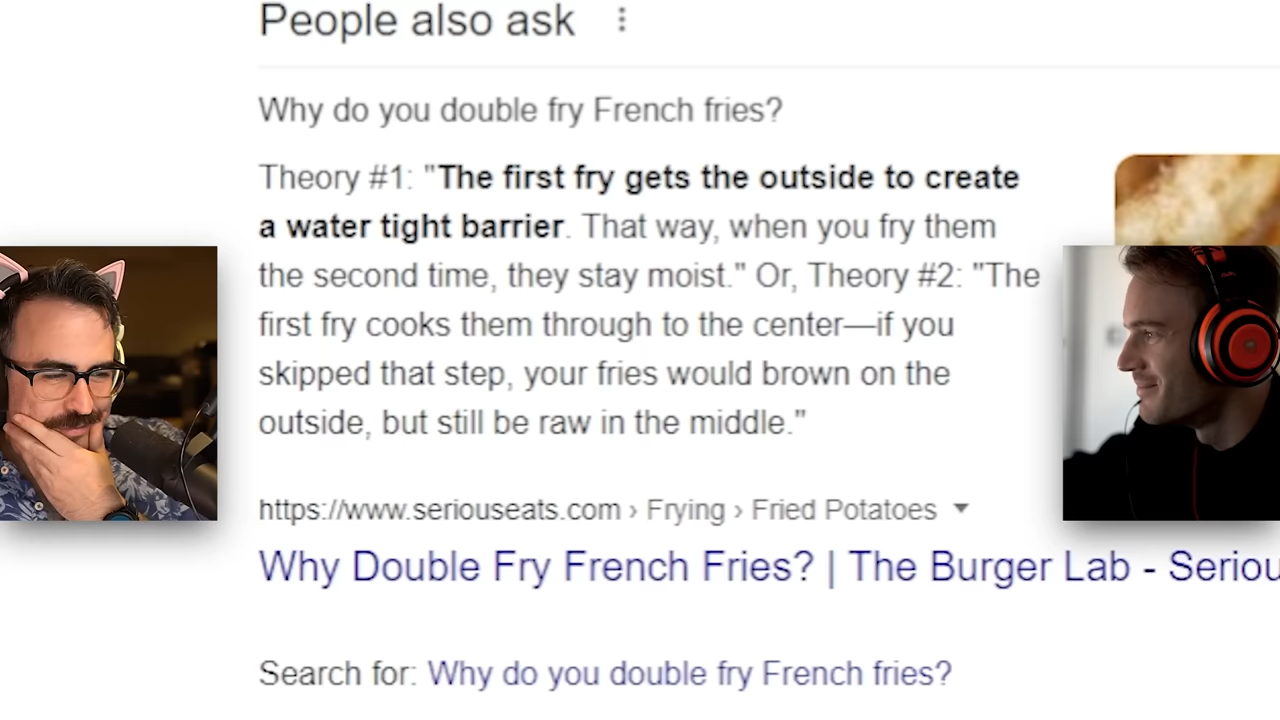 People also ask
Why do you double fry French fries?
Theory #1: "The first fry gets the outside to create
a water tight barrier. That way, when you fry them
the second time, they stay moist." Or, Theory #2: "The
first fry cooks them through to the center—if you
skipped that step, your fries would brown on the
outside, but still be raw in the middle."
https://www.seriouseats.com › Frying › Fried Potatoes
Why Double Fry French Fries? | The Burger Lab - Seriou
Search for: Why do you double fry French fries?